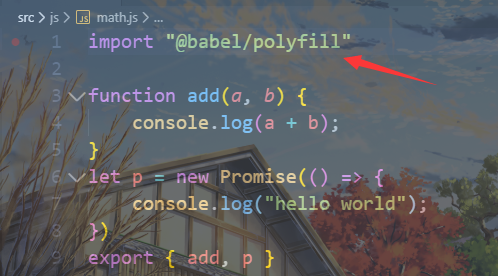 src > js > JS math.js > ...
1 import "@babel/polyfill"
2
3 function add(a, b) {
4 console.log(a + b);
5 }
6 let p = new Promise(() => {
7 console.log("hello world");
8 })
9 export { add, p }